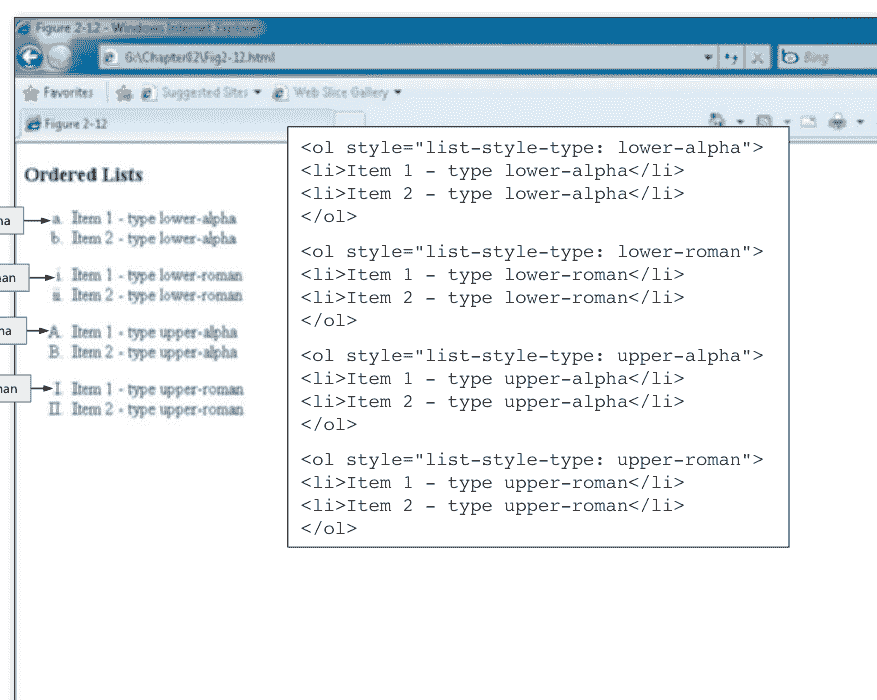 Figure 2-12 - Windows Internet Explorer
G:\Chapter02\Fig2-12.html
Bing
Favorites
Suggested Sites
Web Slice Gallery
Figure 2-12
Ordered Lists
a. Item 1 - type lower-alpha
b. Item 2 - type lower-alpha
i. Item 1 - type lower-roman
ii. Item 2 - type lower-roman
A. Item 1 - type upper-alpha
B. Item 2 - type upper-alpha
I. Item 1 - type upper-roman
II. Item 2 - type upper-roman
ha
nan
ha
nan
<ol style="list-style-type: lower-alpha">
<li>Item 1 - type lower-alpha</li>
<li>Item 2 - type lower-alpha</li>
</ol>
<ol style="list-style-type: lower-roman">
<li>Item 1 - type lower-roman</li>
<li>Item 2 - type lower-roman</li>
</ol>
<ol style="list-style-type: upper-alpha">
<li>Item 1 - type upper-alpha</li>
<li>Item 2 - type upper-alpha</li>
</ol>
<ol style="list-style-type: upper-roman">
<li>Item 1 - type upper-roman</li>
<li>Item 2 - type upper-roman</li>
</ol>